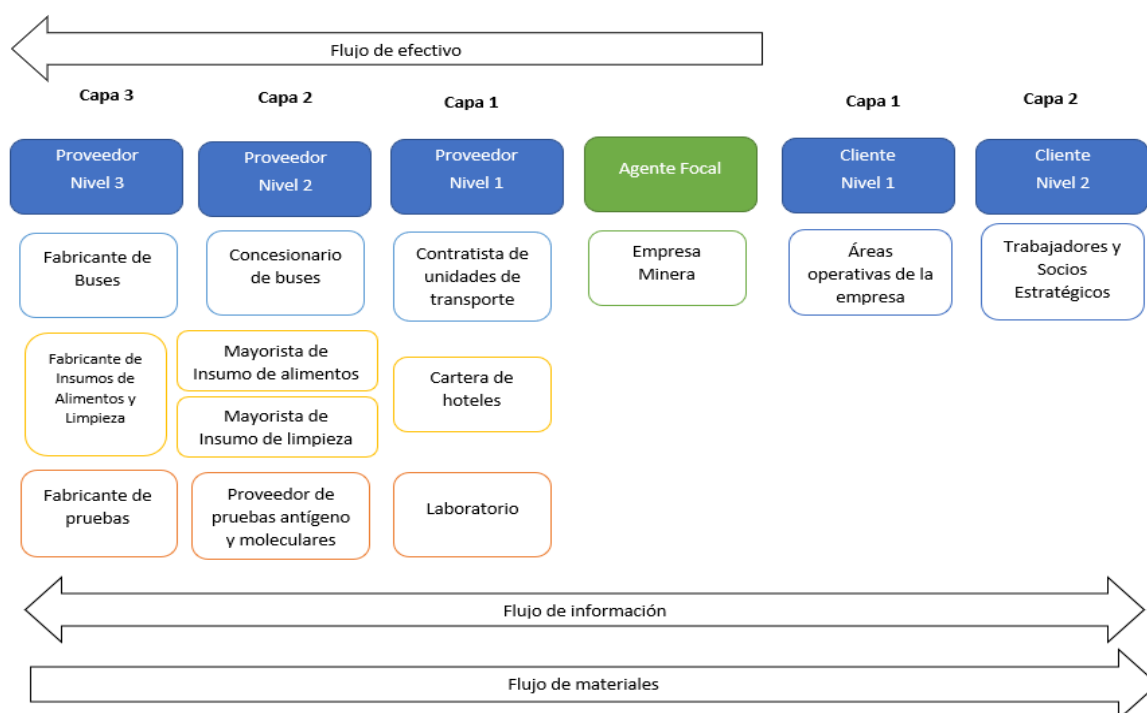 Flujo de efectivo
Capa 3
Capa 2
Capa 1
Capa 1
Capa 2
Proveedor
Nivel 3
Proveedor
Nivel 2
Proveedor
Nivel 1
Agente Focal
Cliente
Nivel 1
Cliente
Nivel 2
Fabricante de
Buses
Concesionario
de buses
Contratista de
unidades de
transporte
Empresa
Minera
Áreas
operativas de la
empresa
Trabajadores y
Socios
Estratégicos
Fabricante de
Insumos de
Alimentos y
Limpieza
Mayorista de
Insumo de alimentos
Mayorista de
Insumo de limpieza
Cartera de
hoteles
Fabricante de
pruebas
Proveedor de
pruebas antígeno
y moleculares
Laboratorio
Flujo de información
Flujo de materiales